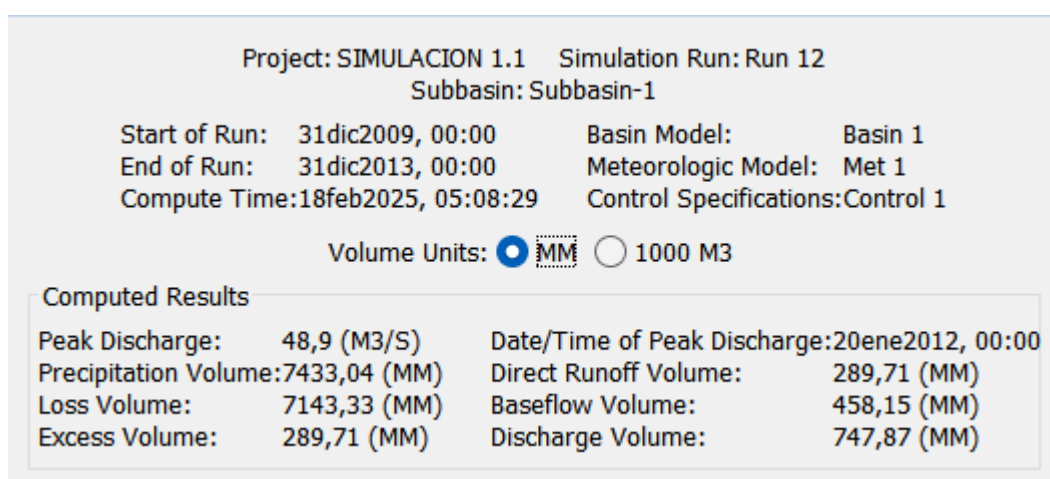 Project: SIMULACION 1.1 Simulation Run: Run 12
Subbasin: Subbasin-1
Start of Run: 31dic2009, 00:00 Basin Model: Basin 1
End of Run: 31dic2013, 00:00 Meteorologic Model: Met 1
Compute Time:18feb2025, 05:08:29 Control Specifications:Control 1
Volume Units: MM 1000 M3
Computed Results
Peak Discharge: 48,9 (M3/S) Date/Time of Peak Discharge:20ene2012, 00:00
Precipitation Volume:7433,04 (MM) Direct Runoff Volume: 289,71 (MM)
Loss Volume: 7143,33 (MM) Baseflow Volume: 458,15 (MM)
Excess Volume: 289,71 (MM) Discharge Volume: 747,87 (MM)